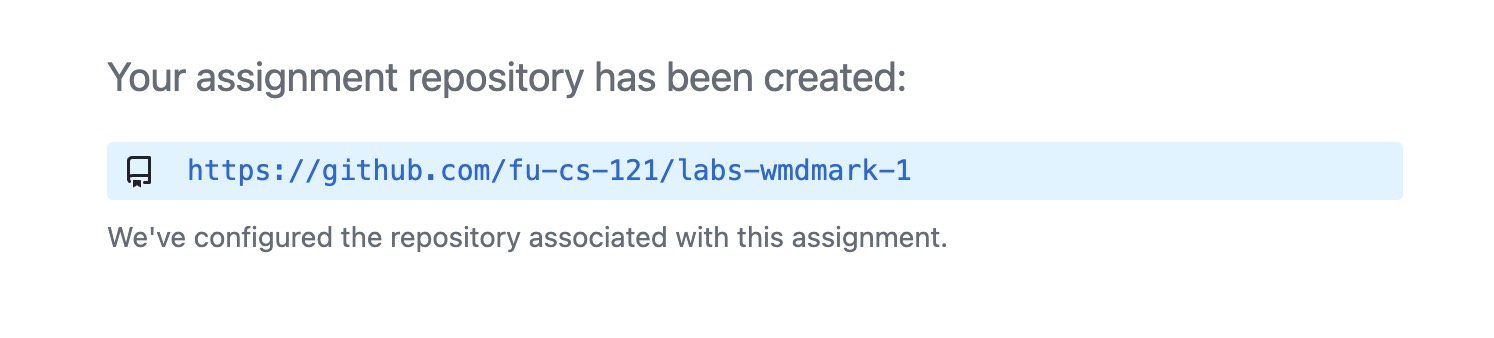 Your assignment repository has been created:
https://github.com/fu-cs-121/labs-wmdmark-1
We've configured the repository associated with this assignment.